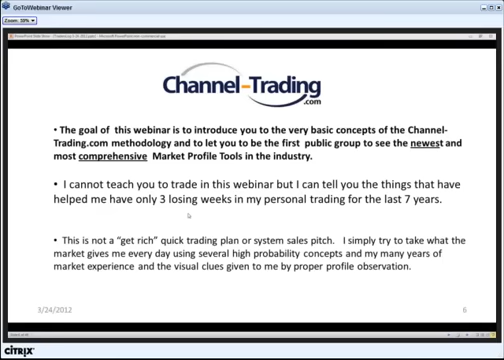 GoToWebinar Viewer
Zoom: 58%
Channel-Trading
.com
• The goal of this webinar is to introduce you to the very basic concepts of the Channel-
Trading.com methodology and to let you to be the first public group to see the newest and
most comprehensive Market Profile Tools in the industry.
• I cannot teach you to trade in this webinar but I can tell you the things that have
helped me have only 3 losing weeks in my personal trading for the last 7 years.
• This is not a "get rich" quick trading plan or system sales pitch. I simply try to take what the
market gives me every day using several high probability concepts and my many years of
market experience and the visual clues given to me by proper profile observation.
3/24/2012
6
CITRIX